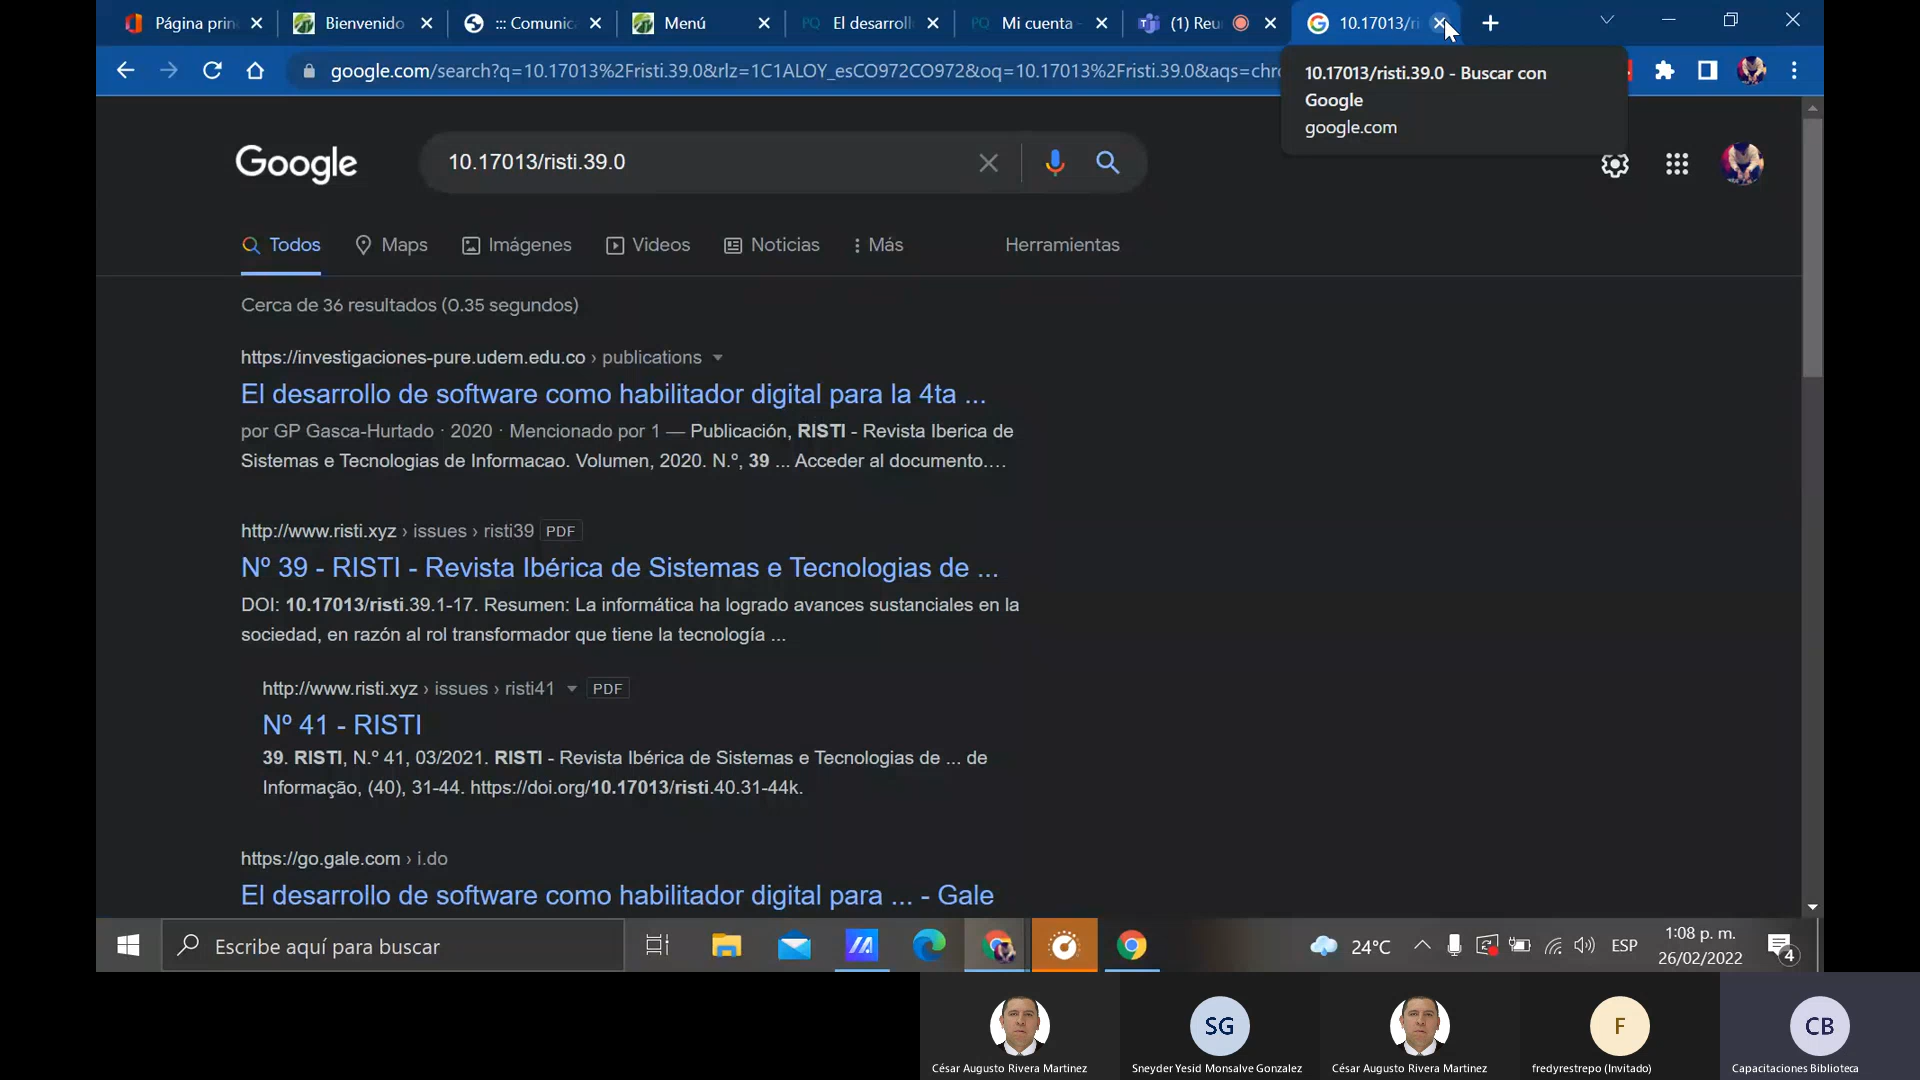 Página prin
Bienvenido
::: Comunica
Menú
El desarroll
Mi cuenta -
(1) Reu
10.17013/ri
google.com/search?q=10.17013%2Fristi.39.0&rlz=1C1ALOY_esCO972CO972&oq=10.17013%2Fristi.39.0&aqs=chro
10.17013/risti.39.0 - Buscar con
Google
google.com
Google
10.17013/risti.39.0
Todos
Maps
Imágenes
Videos
Noticias
Más
Herramientas
Cerca de 36 resultados (0.35 segundos)
https://investigaciones-pure.udem.edu.co › publications
El desarrollo de software como habilitador digital para la 4ta ...
por GP Gasca-Hurtado · 2020 · Mencionado por 1 — Publicación, RISTI - Revista Iberica de
Sistemas e Tecnologias de Informacao. Volumen, 2020. N.º, 39 ... Acceder al documento....
http://www.risti.xyz › issues › risti39 PDF
Nº 39 - RISTI - Revista Ibérica de Sistemas e Tecnologias de ...
DOI: 10.17013/risti.39.1-17. Resumen: La informática ha logrado avances sustanciales en la
sociedad, en razón al rol transformador que tiene la tecnología ...
http://www.risti.xyz › issues › risti41 PDF
Nº 41 - RISTI
39. RISTI, N.º 41, 03/2021. RISTI - Revista Ibérica de Sistemas e Tecnologias de ... de
Informação, (40), 31-44. https://doi.org/10.17013/risti.40.31-44k.
https://go.gale.com › i.do
El desarrollo de software como habilitador digital para ... - Gale
Escribe aquí para buscar
24°C
ESP
1:08 p. m.
26/02/2022
4
SG
F
CB
César Augusto Rivera Martinez
Sneyder Yesid Monsalve Gonzalez
César Augusto Rivera Martinez
fredyrestrepo (Invitado)
Capacitaciones Biblioteca